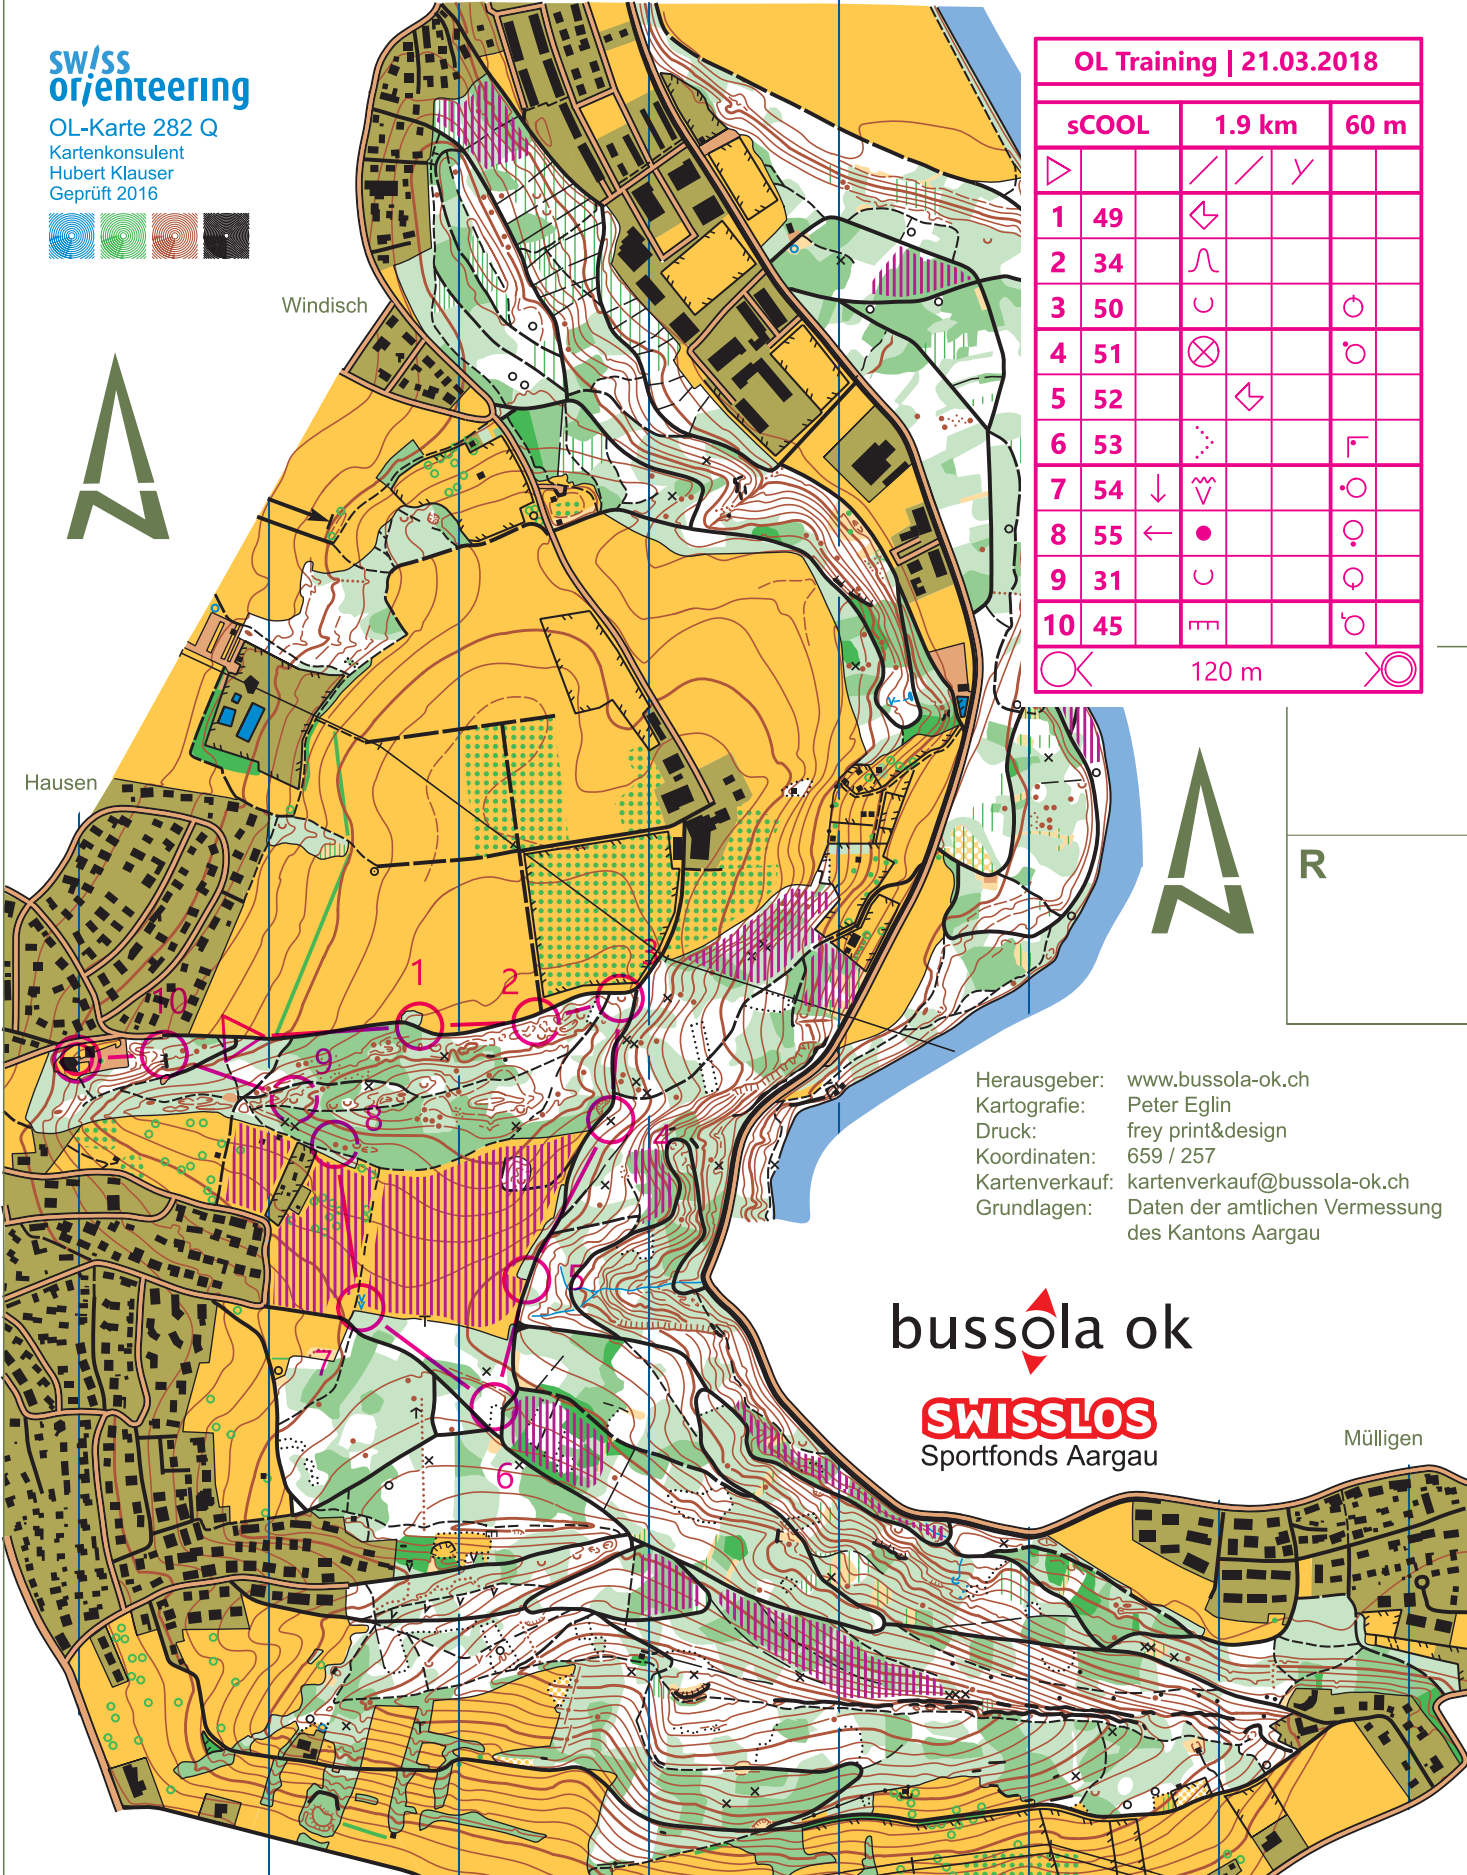 swiss
orienteering
OL-Karte 282 Q
Kartenkonsulent
Hubert Klauser
Geprüft 2016
Windisch
Hausen
OL Training | 21.03.2018
sCOOL 1.9 km 60 m
1 49
2 34
3 50
4 51
5 52
6 53
7 54
8 55
9 31
10 45
120 m
R
1
2
3
10
9
8
4
5
7
6
Herausgeber: www.bussola-ok.ch
Kartografie: Peter Eglin
Druck: frey print&design
Koordinaten: 659 / 257
Kartenverkauf: kartenverkauf@bussola-ok.ch
Grundlagen: Daten der amtlichen Vermessung
des Kantons Aargau
bussola ok
SWISSLOS
Sportfonds Aargau
Mülligen